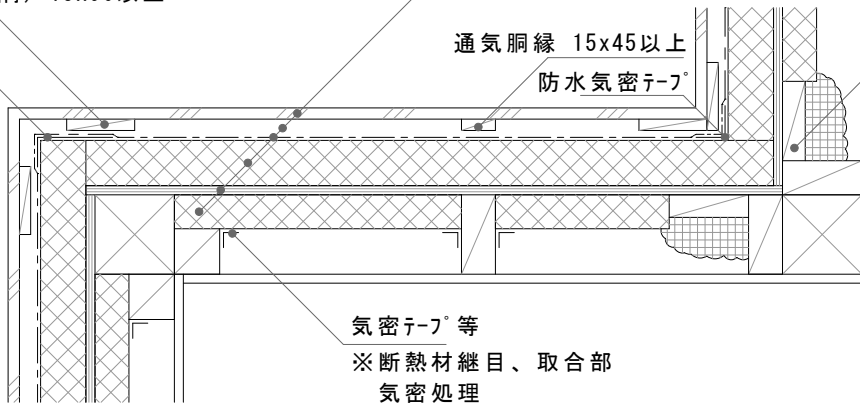 通気胴縁 15x45以上
防水気密ﾃｰﾌﾟ
気密ﾃｰﾌﾟ等
※断熱材継目、取合部
気密処理